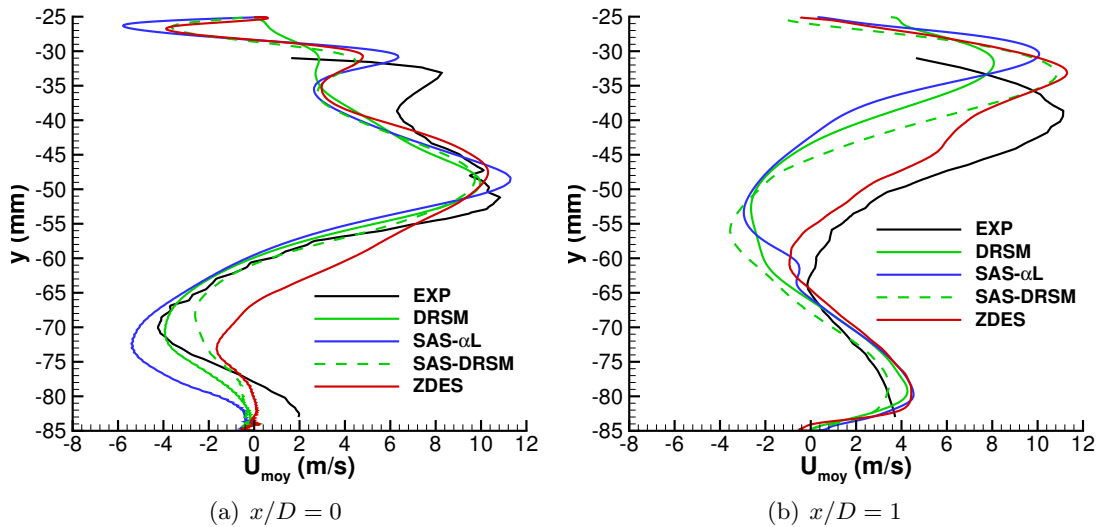 -25
-30
-35
-40
-45
-50
-55
-60
-65
-70
-75
-80
-85
y (mm)
-8 -6 -4 -2 0 2 4 6 8 10 12
U_moy (m/s)
EXP
DRSM
SAS-αL
SAS-DRSM
ZDES
(a) x/D = 0
-25
-30
-35
-40
-45
-50
-55
-60
-65
-70
-75
-80
-85
y (mm)
-8 -6 -4 -2 0 2 4 6 8 10 12
U_moy (m/s)
EXP
DRSM
SAS-αL
SAS-DRSM
ZDES
(b) x/D = 1